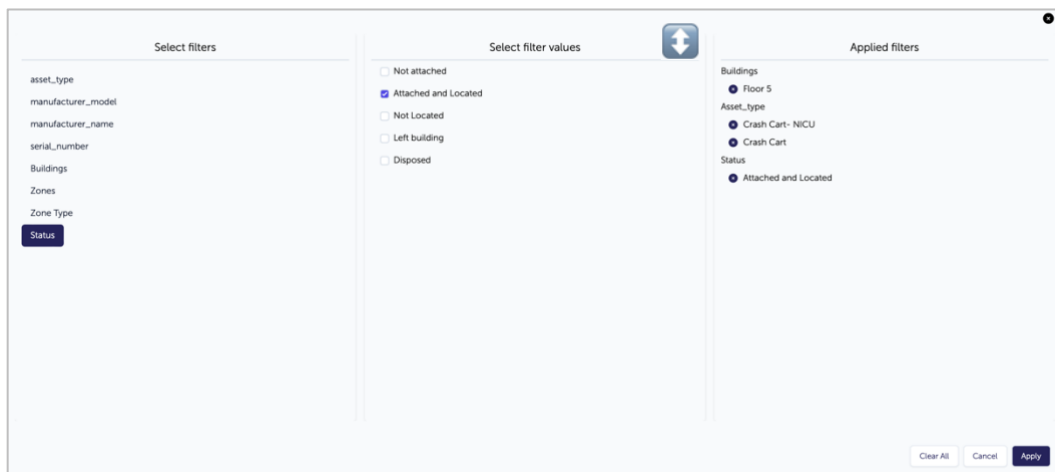 Select filters
asset_type
manufacturer_model
manufacturer_name
serial_number
Buildings
Zones
Zone Type
Status
Select filter values
Not attached
Attached and Located
Not Located
Left building
Disposed
Applied filters
Buildings
Floor 5
Asset_type
Crash Cart- NICU
Crash Cart
Status
Attached and Located
Clear All
Cancel
Apply